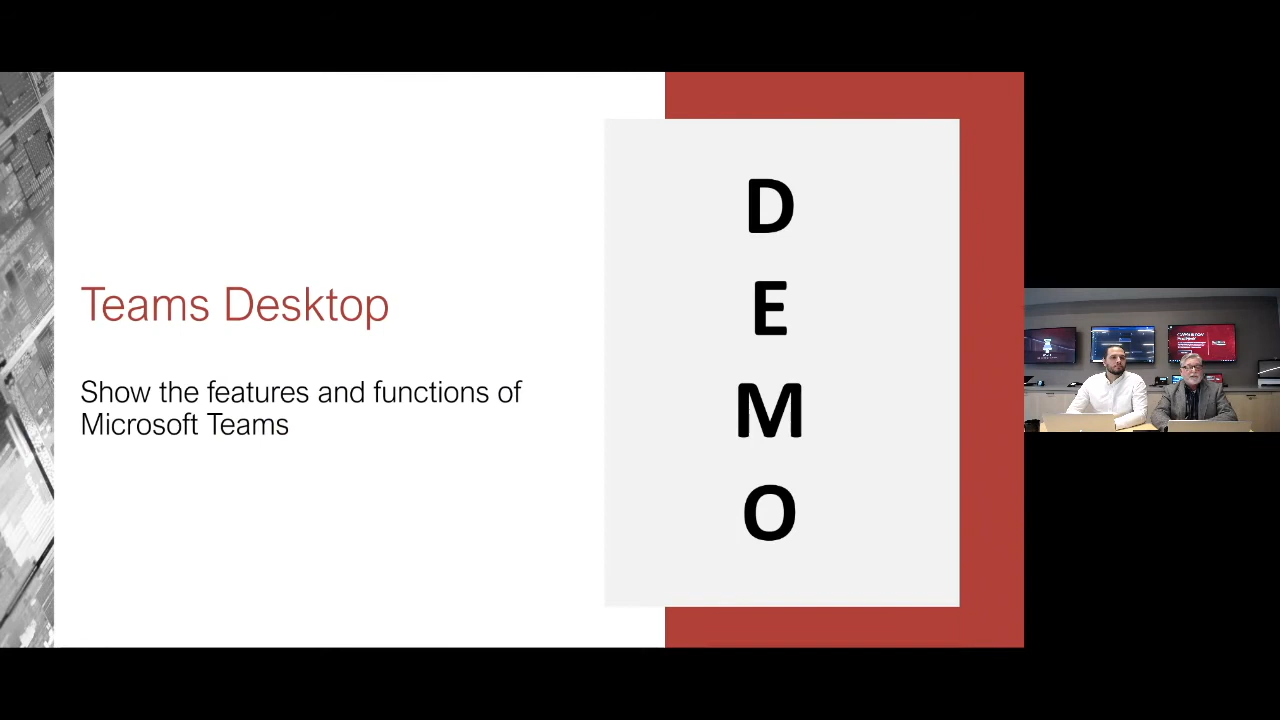 Teams Desktop
Show the features and functions of
Microsoft Teams
D
E
M
O